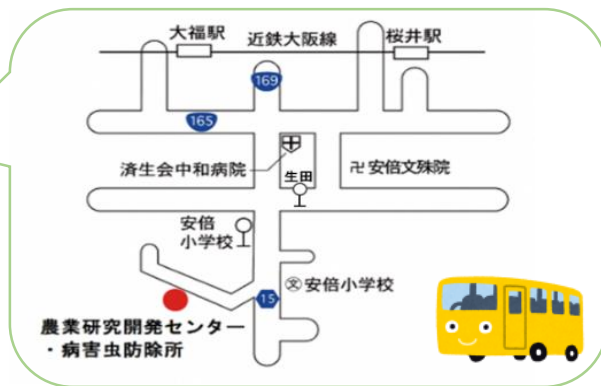 大福駅
近鉄大阪線
桜井駅
169
165
済生会中和病院
生田
卍安倍文殊院
安倍
小学校
文安倍小学校
15
農業研究開発センター
・病害虫防除所